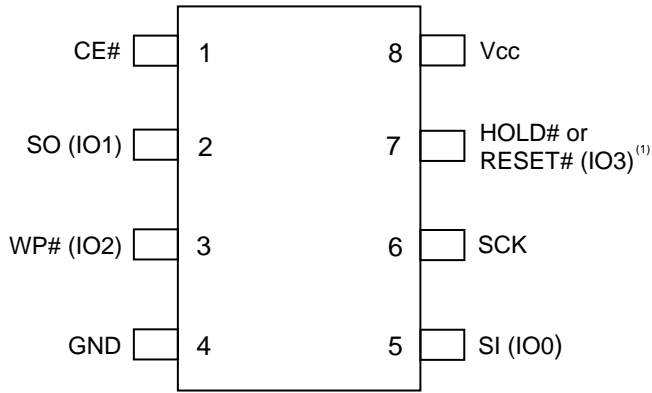 CE# 1 8 Vcc
SO (IO1) 2 7 HOLD# or
RESET# (IO3)(1)
WP# (IO2) 3 6 SCK
GND 4 5 SI (IO0)